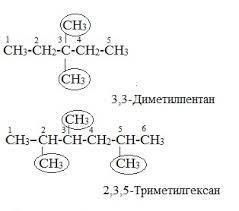 CH3
1 2 3 4 5
CH3-CH2-C-CH2-CH3
CH3
3,3-Диметилпентан
CH3
1 2 3 4 5 6
CH3-CH-CH-CH2-CH-CH3
CH3 CH3
2,3,5-Триметилгексан